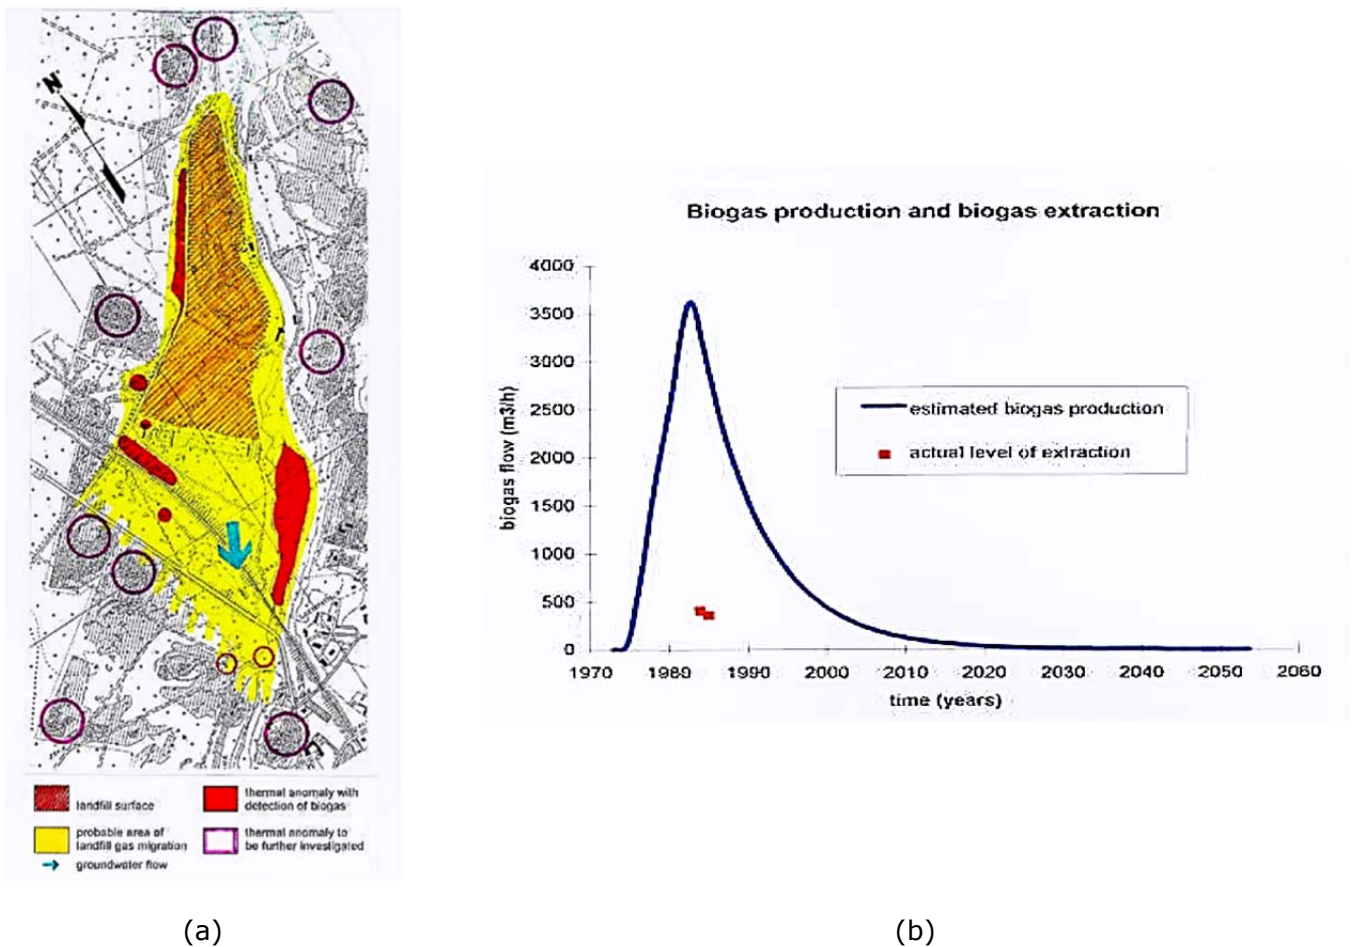 N
landfill surface
thermal anomaly with
detection of biogas
probable area of
landfill gas migration
thermal anomaly to
be further investigated
groundwater flow
(a)
Biogas production and biogas extraction
biogas flow (m3/h)
4000
3500
3000
2500
2000
1500
1000
500
0
estimated biogas production
actual level of extraction
1970 1980 1990 2000 2010 2020 2030 2040 2050 2060
time (years)
(b)